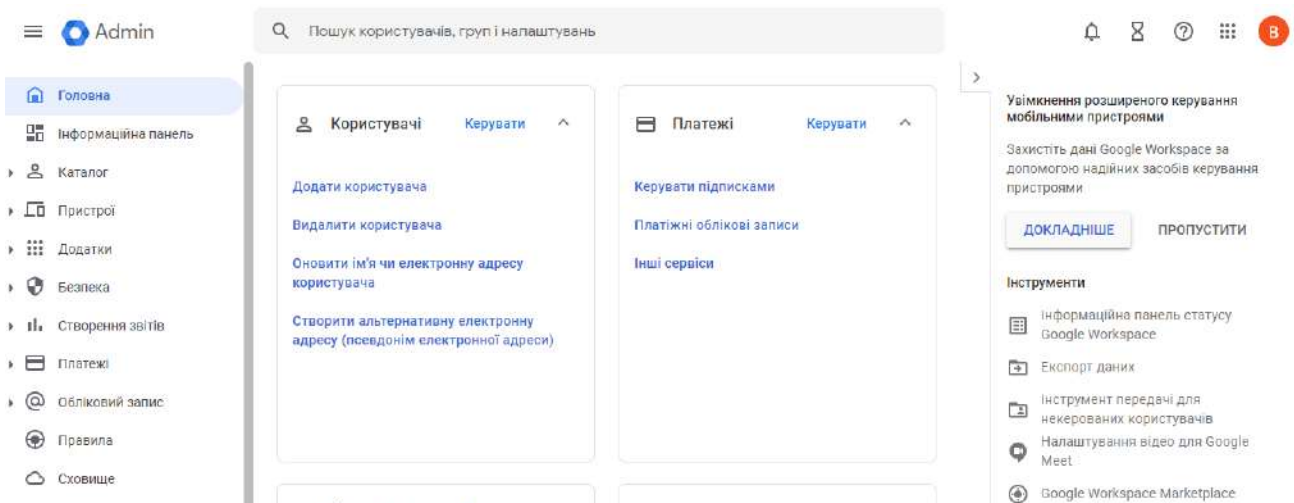 Admin
Пошук користувачів, груп і налаштувань
B
Головна
Інформаційна панель
Каталог
Пристрої
Додатки
Безпека
Створення звітів
Платежі
Обліковий запис
Правила
Сховище
Користувачі
Керувати
Додати користувача
Видалити користувача
Оновити ім'я чи електронну адресу
користувача
Створити альтернативну електронну
адресу (псевдонім електронної адреси)
Платежі
Керувати
Керувати підписками
Платіжні облікові записи
Інші сервіси
Увімкнення розширеного керування
мобільними пристроями
Захистіть дані Google Workspace за
допомогою надійних засобів керування
пристроями
ДОКЛАДНІШЕ
ПРОПУСТИТИ
Інструменти
Інформаційна панель статусу
Google Workspace
Експорт даних
Інструмент передачі для
некерованих користувачів
Налаштування відео для Google
Meet
Google Workspace Marketplace